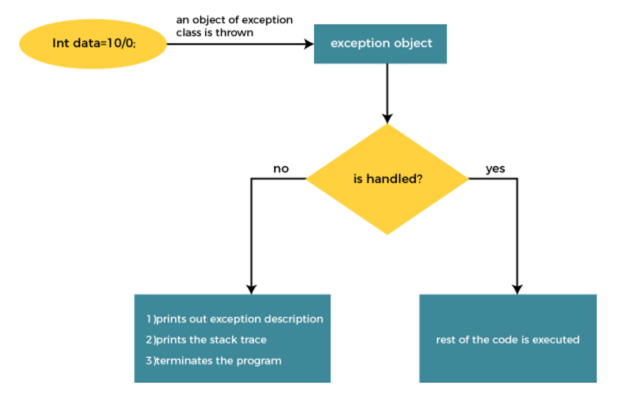 Int data=10/0;
an object of exception
class is thrown
exception object
is handled?
no
yes
1)prints out exception description
2)prints the stack trace
3)terminates the program
rest of the code is executed